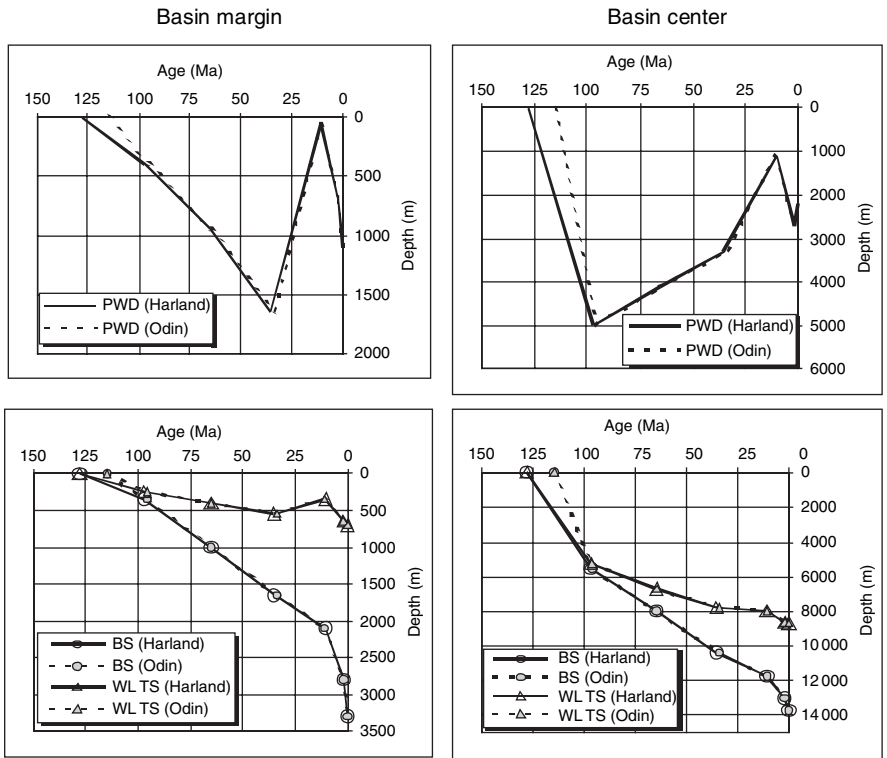 Basin margin
Basin center
Age (Ma)
150 125 100 75 50 25 0
0
500
1000
1500
2000
Depth (m)
PWD (Harland)
PWD (Odin)
Age (Ma)
150 125 100 75 50 25 0
0
1000
2000
3000
4000
5000
6000
Depth (m)
PWD (Harland)
PWD (Odin)
Age (Ma)
150 125 100 75 50 25 0
0
500
1000
1500
2000
2500
3000
3500
Depth (m)
BS (Harland)
BS (Odin)
WL TS (Harland)
WL TS (Odin)
Age (Ma)
150 125 100 75 50 25 0
0
2000
4000
6000
8000
10 000
12 000
14 000
Depth (m)
BS (Harland)
BS (Odin)
WL TS (Harland)
WL TS (Odin)